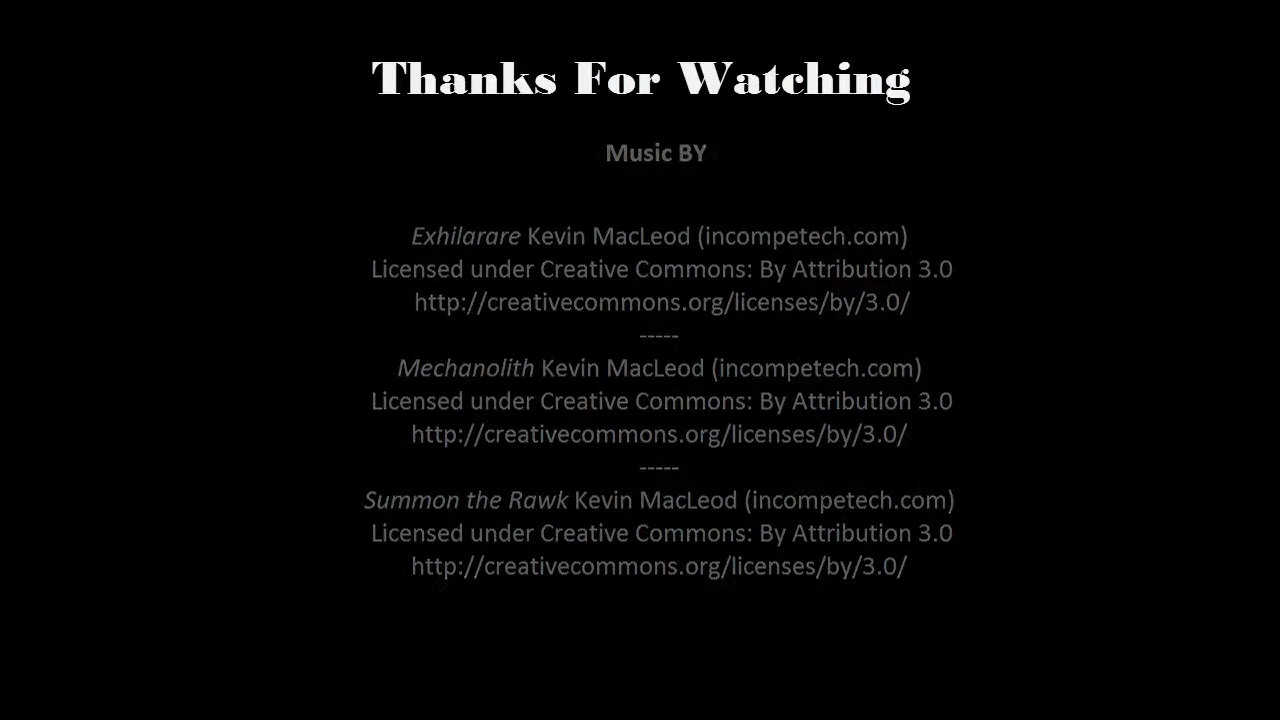 Thanks For Watching
Music BY
Exhilarare Kevin MacLeod (incompetech.com)
Licensed under Creative Commons: By Attribution 3.0
http://creativecommons.org/licenses/by/3.0/
-----
Mechanolith Kevin MacLeod (incompetech.com)
Licensed under Creative Commons: By Attribution 3.0
http://creativecommons.org/licenses/by/3.0/
-----
Summon the Rawk Kevin MacLeod (incompetech.com)
Licensed under Creative Commons: By Attribution 3.0
http://creativecommons.org/licenses/by/3.0/